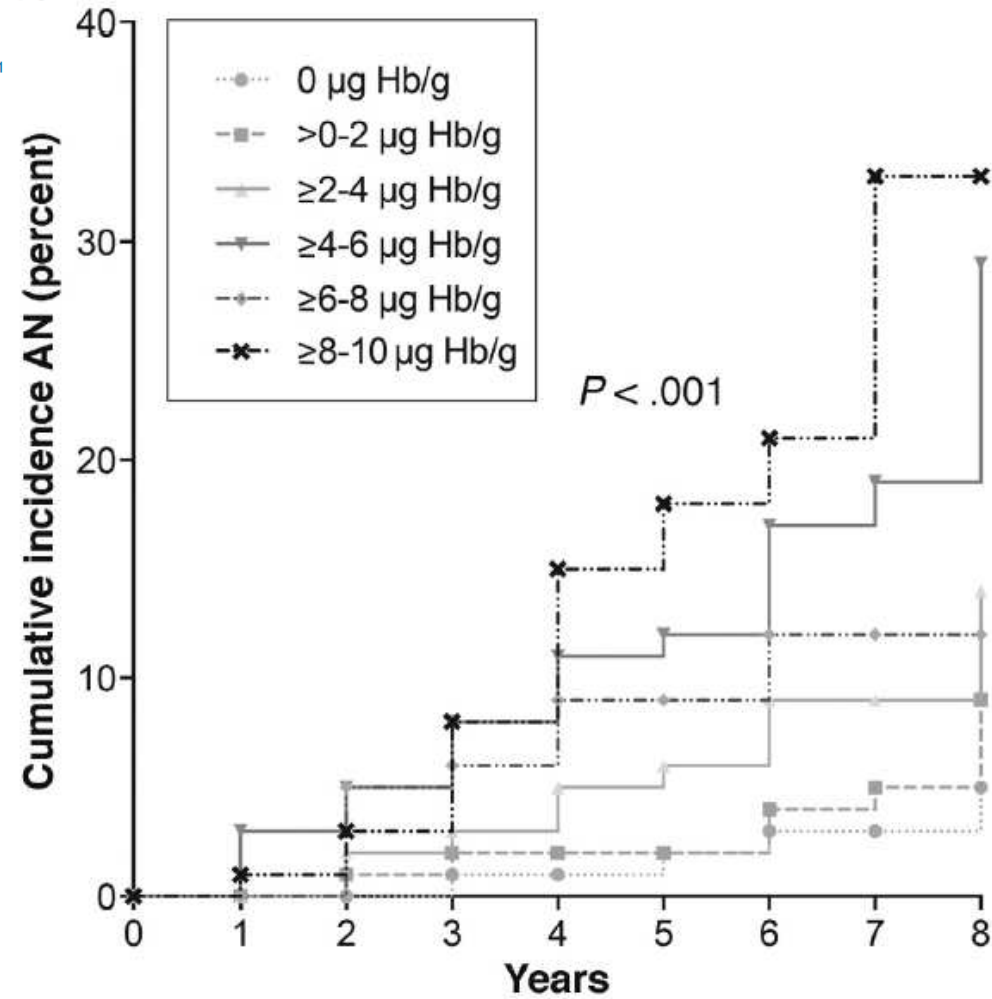 40
30
20
10
0
Cumulative incidence AN (percent)
0 µg Hb/g
>0-2 µg Hb/g
≥2-4 µg Hb/g
≥4-6 µg Hb/g
≥6-8 µg Hb/g
≥8-10 µg Hb/g
P < .001
0 1 2 3 4 5 6 7 8
Years